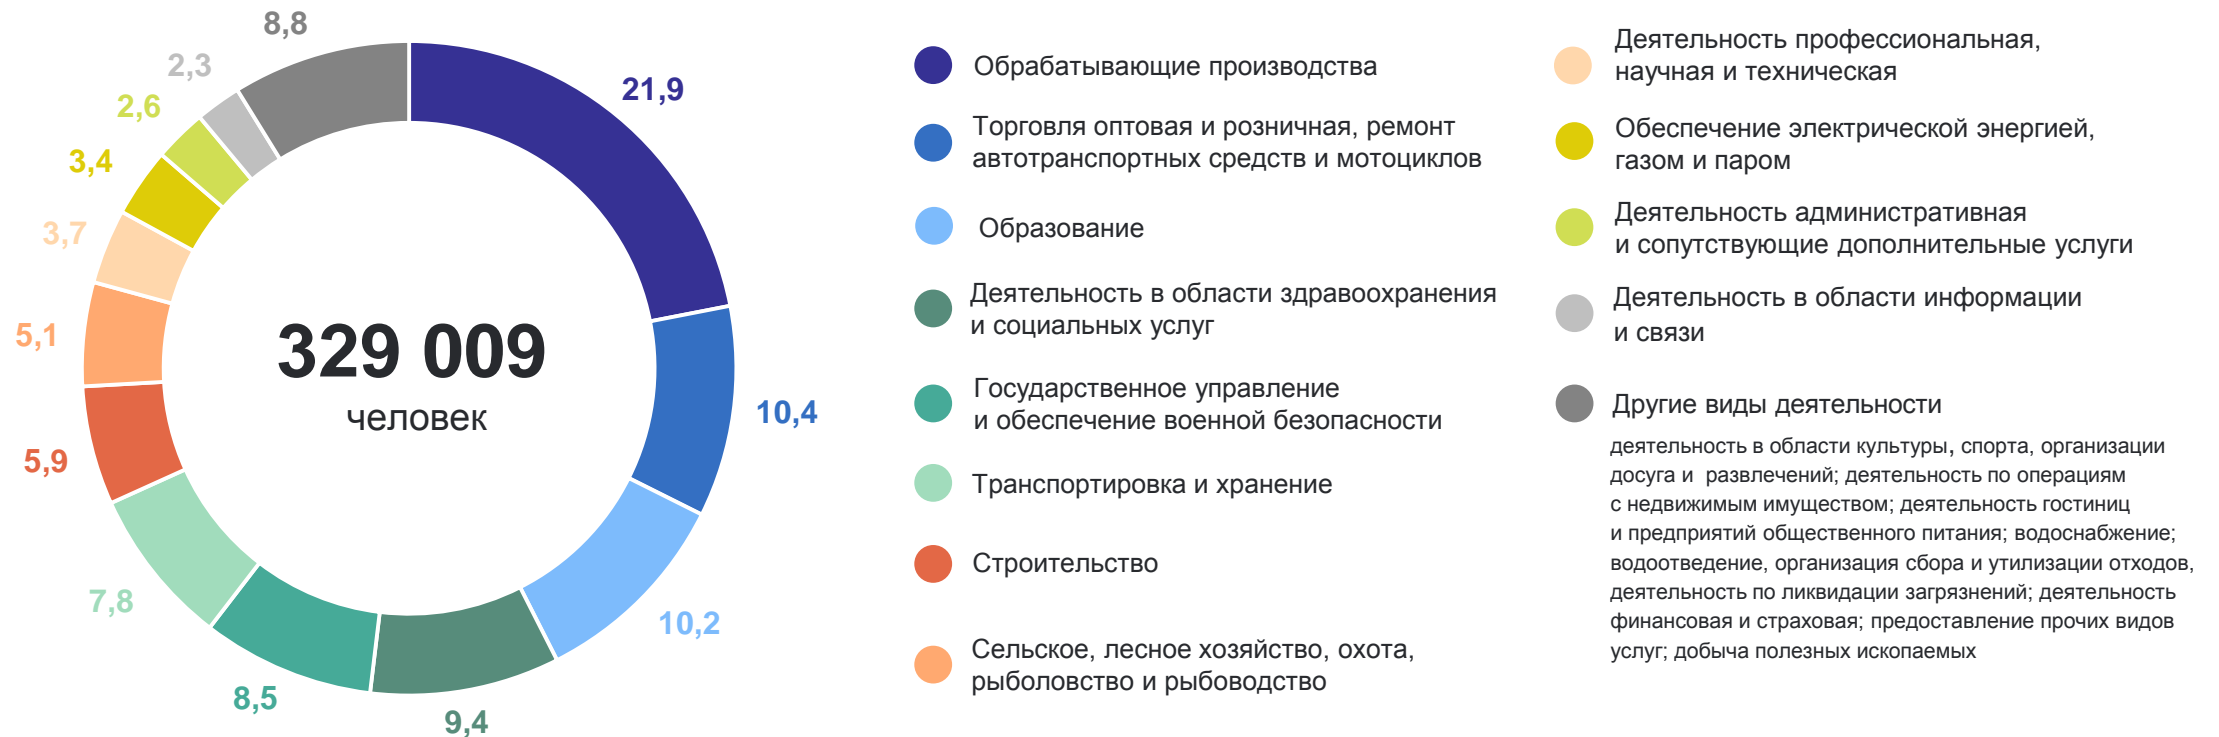 8,8
2,3
2,6
3,4
3,7
5,1
5,9
7,8
8,5
9,4
10,2
10,4
21,9
329 009
человек
Обрабатывающие производства
Торговля оптовая и розничная, ремонт
автотранспортных средств и мотоциклов
Образование
Деятельность в области здравоохранения
и социальных услуг
Государственное управление
и обеспечение военной безопасности
Транспортировка и хранение
Строительство
Сельское, лесное хозяйство, охота,
рыболовство и рыбоводство
Деятельность профессиональная,
научная и техническая
Обеспечение электрической энергией,
газом и паром
Деятельность административная
и сопутствующие дополнительные услуги
Деятельность в области информации
и связи
Другие виды деятельности
деятельность в области культуры, спорта, организации
досуга и развлечений; деятельность по операциям
с недвижимым имуществом; деятельность гостиниц
и предприятий общественного питания; водоснабжение;
водоотведение, организация сбора и утилизации отходов,
деятельность по ликвидации загрязнений; деятельность
финансовая и страховая; предоставление прочих видов
услуг; добыча полезных ископаемых